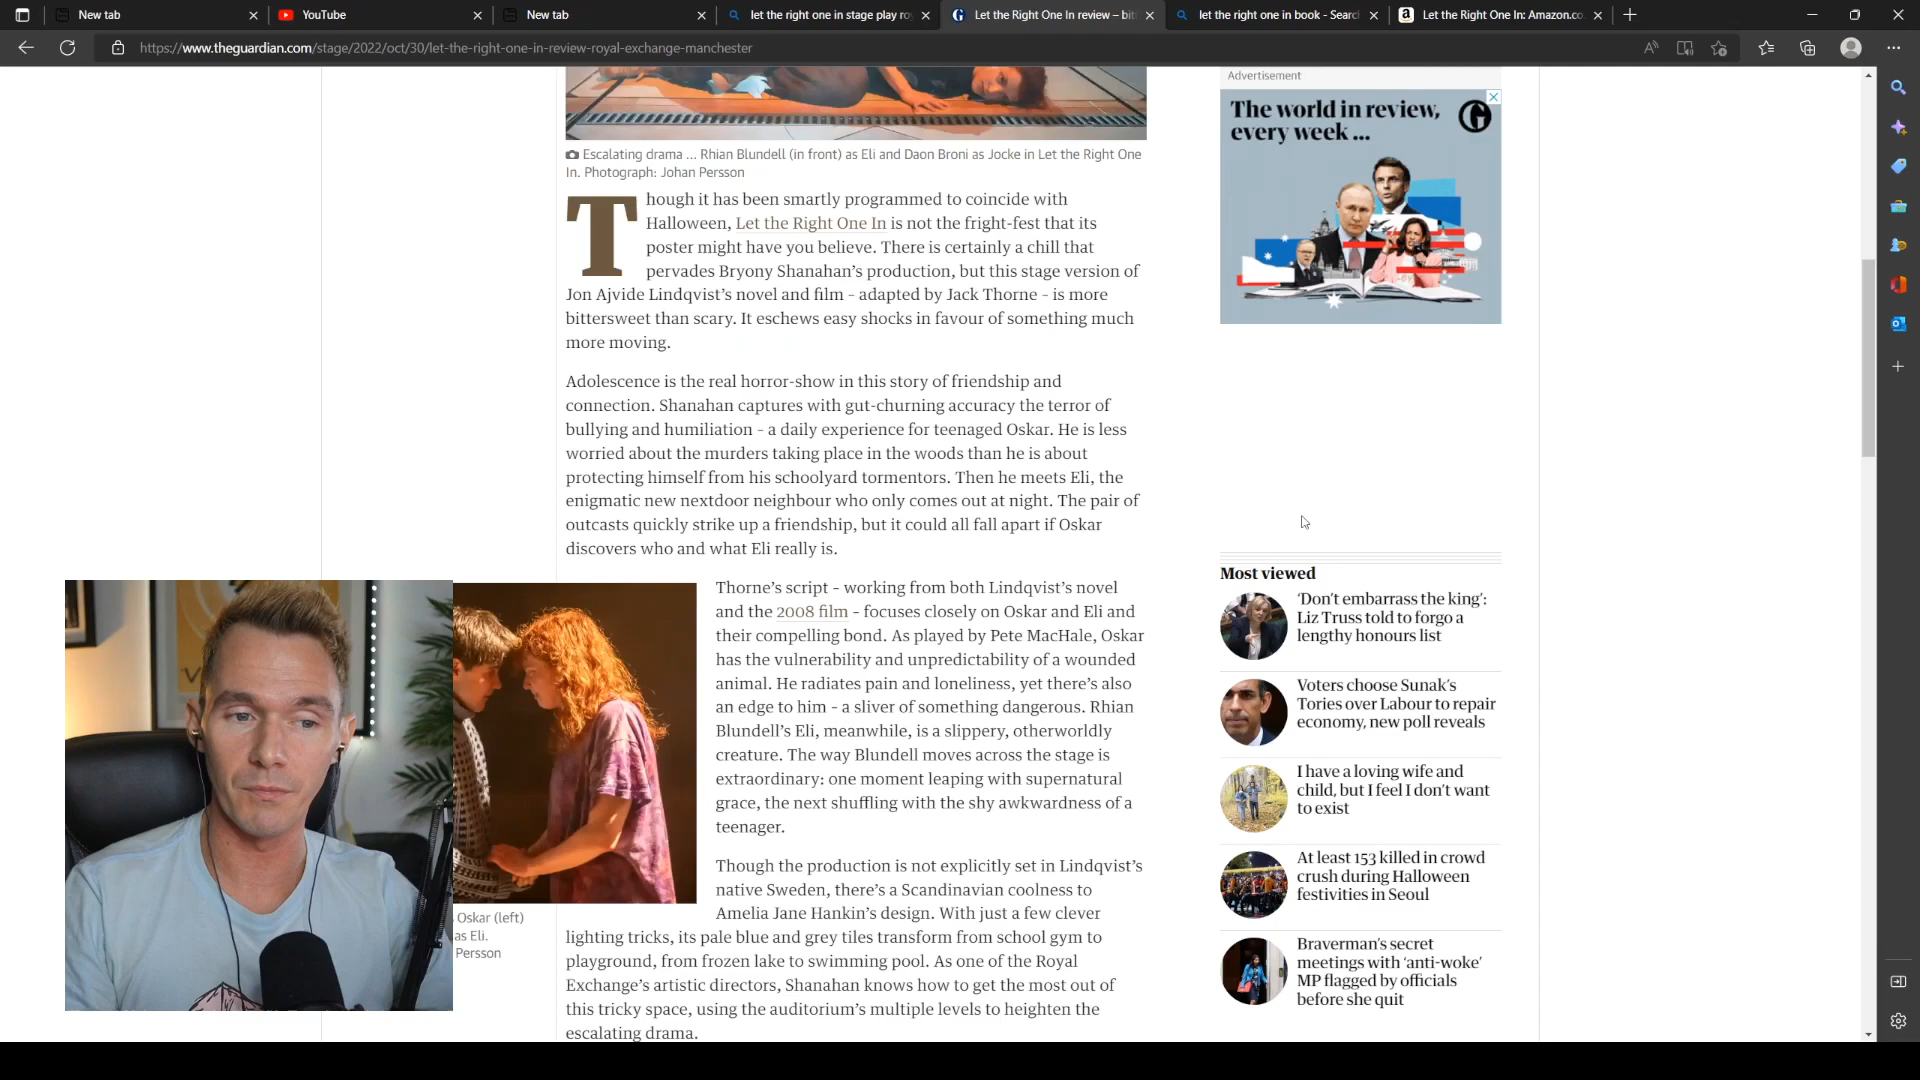 New tab
YouTube
New tab
let the right one in stage play ro
Let the Right One In review – bit
let the right one in book - Search
Let the Right One In: Amazon.co
https://www.theguardian.com/stage/2022/oct/30/let-the-right-one-in-review-royal-exchange-manchester
Advertisement
The world in review,
every week ...
Escalating drama ... Rhian Blundell (in front) as Eli and Daon Broni as Jocke in Let the Right One
In. Photograph: Johan Persson
Though it has been smartly programmed to coincide with
Halloween, Let the Right One In is not the fright-fest that its
poster might have you believe. There is certainly a chill that
pervades Bryony Shanahan’s production, but this stage version of
Jon Ajvide Lindqvist’s novel and film – adapted by Jack Thorne – is more
bittersweet than scary. It eschews easy shocks in favour of something much
more moving.
Adolescence is the real horror-show in this story of friendship and
connection. Shanahan captures with gut-churning accuracy the terror of
bullying and humiliation – a daily experience for teenaged Oskar. He is less
worried about the murders taking place in the woods than he is about
protecting himself from his schoolyard tormentors. Then he meets Eli, the
enigmatic new nextdoor neighbour who only comes out at night. The pair of
outcasts quickly strike up a friendship, but it could all fall apart if Oskar
discovers who and what Eli really is.
Thorne’s script – working from both Lindqvist’s novel
and the 2008 film – focuses closely on Oskar and Eli and
their compelling bond. As played by Pete MacHale, Oskar
has the vulnerability and unpredictability of a wounded
animal. He radiates pain and loneliness, yet there’s also
an edge to him – a sliver of something dangerous. Rhian
Blundell’s Eli, meanwhile, is a slippery, otherworldly
creature. The way Blundell moves across the stage is
extraordinary: one moment leaping with supernatural
grace, the next shuffling with the shy awkwardness of a
teenager.
Oskar (left)
as Eli.
Persson
Though the production is not explicitly set in Lindqvist’s
native Sweden, there’s a Scandinavian coolness to
Amelia Jane Hankin’s design. With just a few clever
lighting tricks, its pale blue and grey tiles transform from school gym to
playground, from frozen lake to swimming pool. As one of the Royal
Exchange’s artistic directors, Shanahan knows how to get the most out of
this tricky space, using the auditorium’s multiple levels to heighten the
escalating drama.
Most viewed
‘Don’t embarrass the king’:
Liz Truss told to forgo a
lengthy honours list
Voters choose Sunak’s
Tories over Labour to repair
economy, new poll reveals
I have a loving wife and
child, but I feel I don’t want
to exist
At least 153 killed in crowd
crush during Halloween
festivities in Seoul
Braverman’s secret
meetings with ‘anti-woke’
MP flagged by officials
before she quit